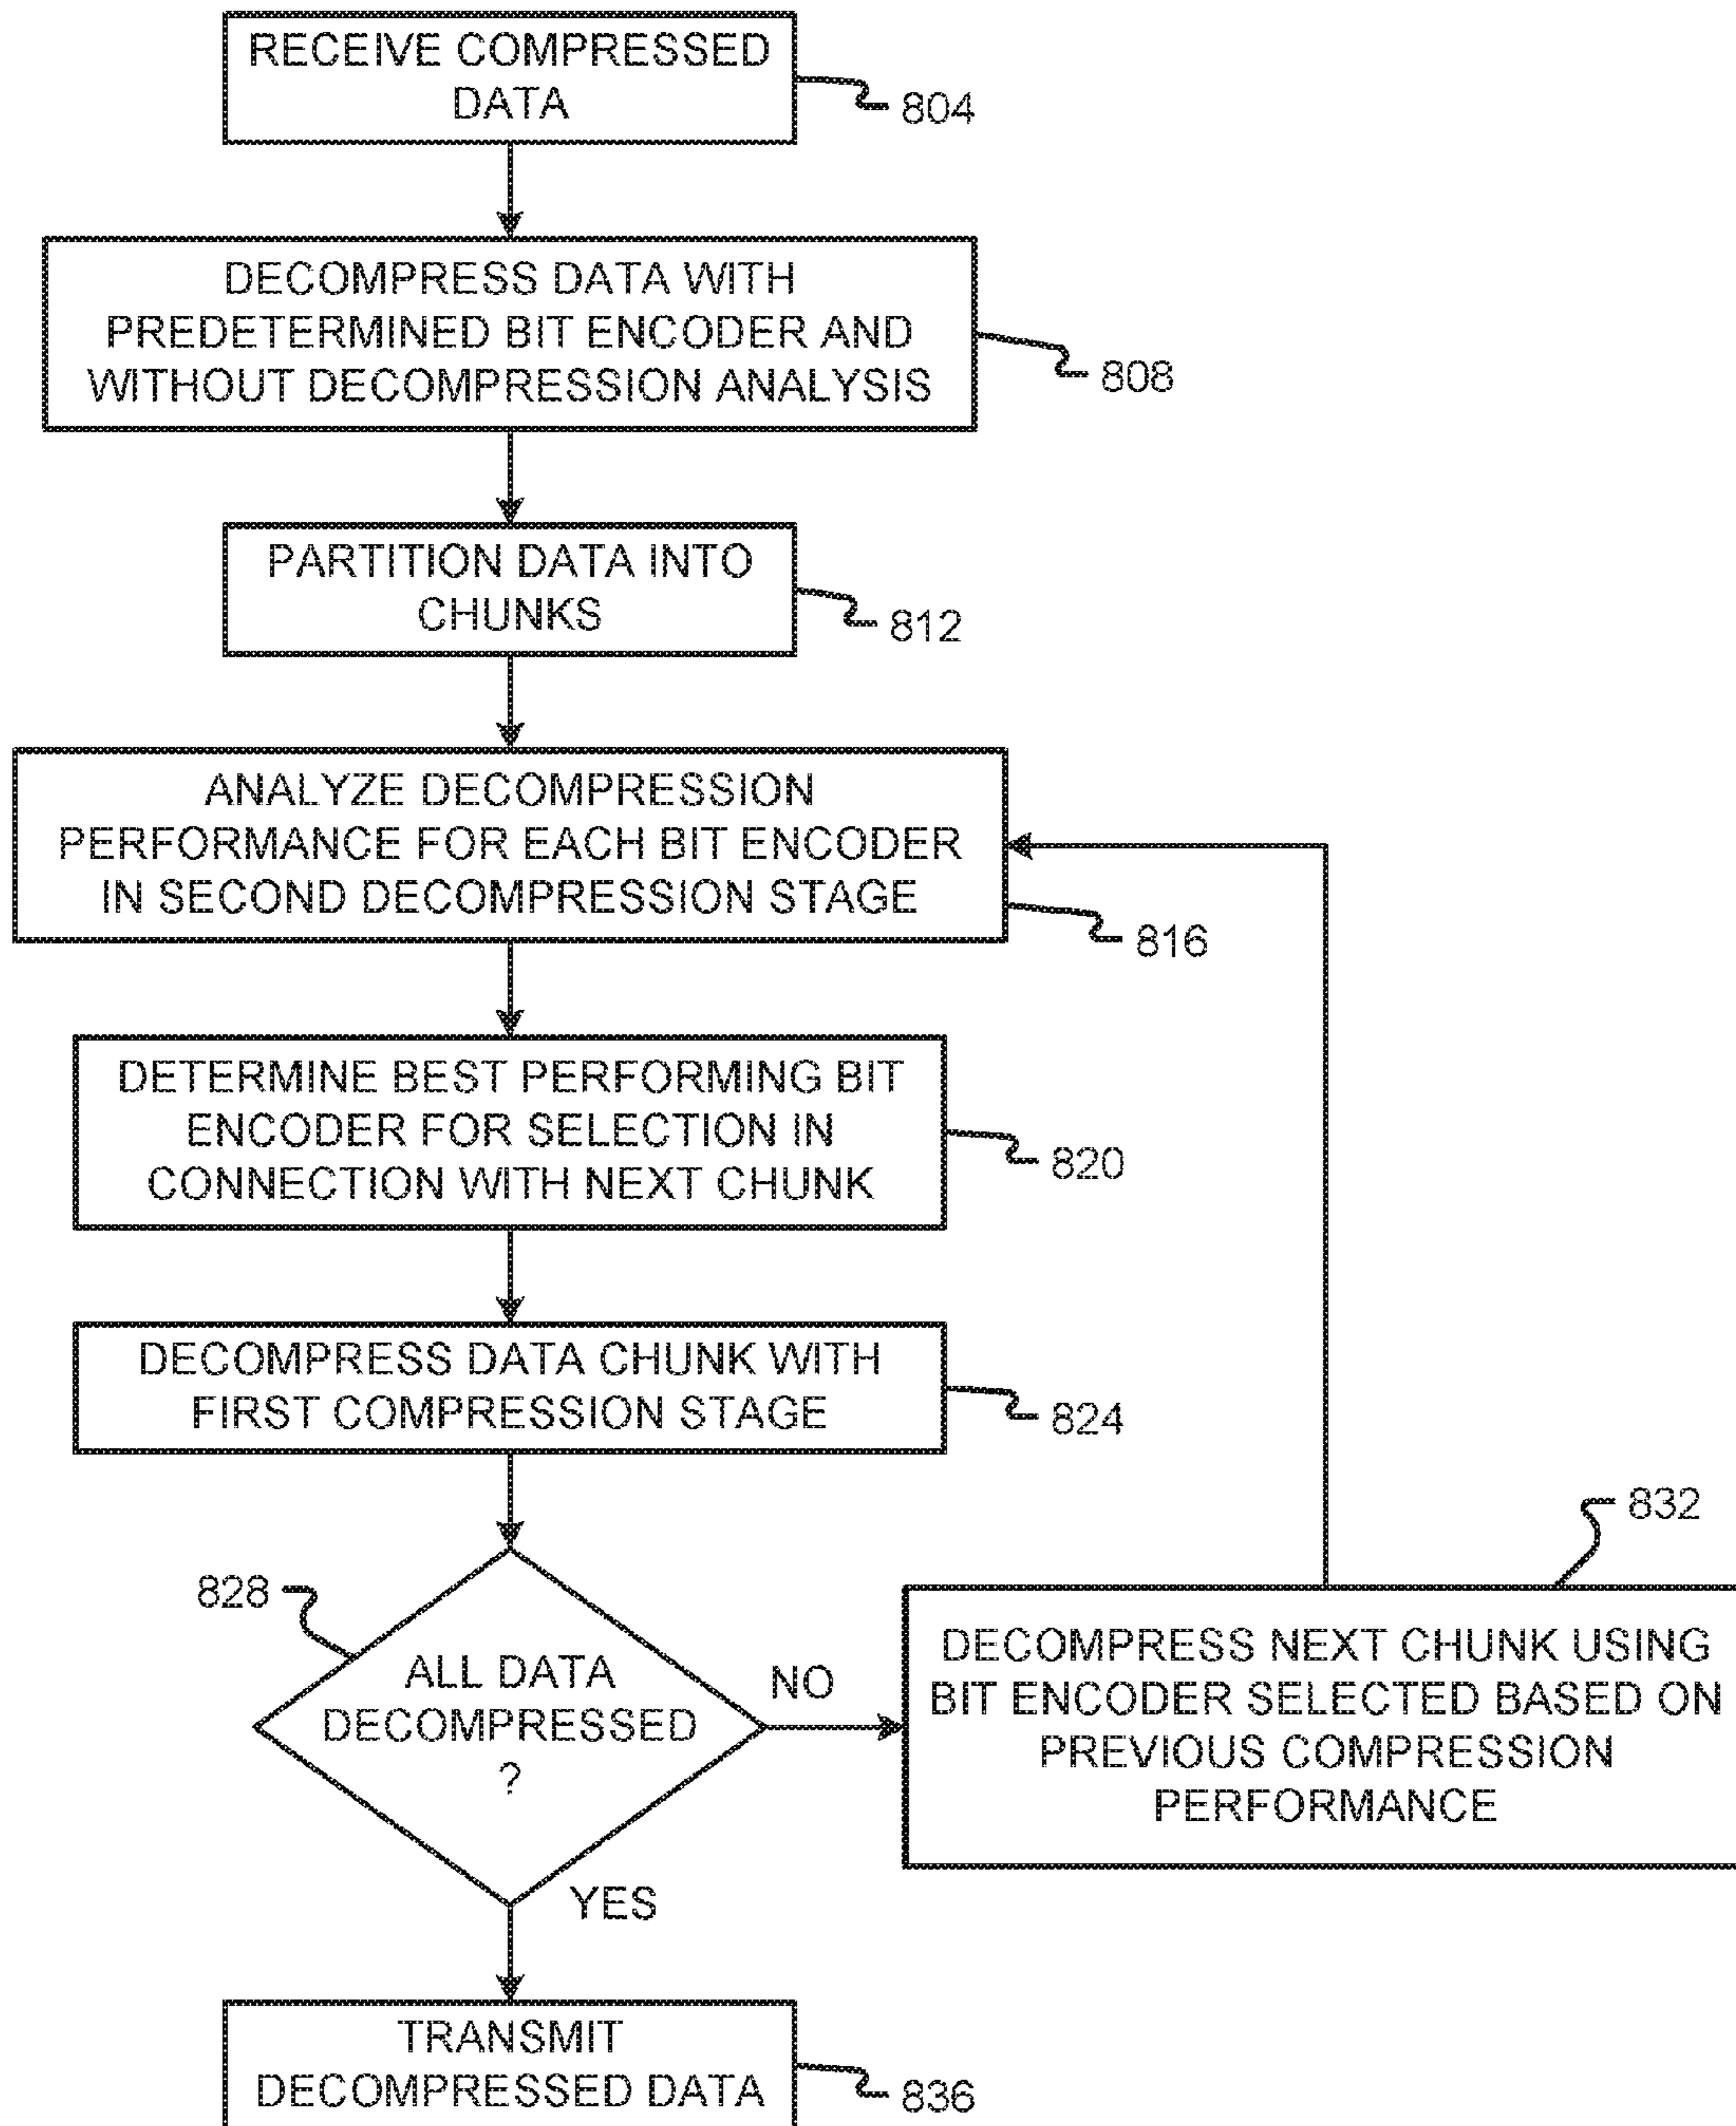 RECEIVE COMPRESSED
DATA
804
DECOMPRESS DATA WITH
PREDETERMINED BIT ENCODER AND
WITHOUT DECOMPRESSION ANALYSIS
808
PARTITION DATA INTO
CHUNKS
812
ANALYZE DECOMPRESSION
PERFORMANCE FOR EACH BIT ENCODER
IN SECOND DECOMPRESSION STAGE
816
DETERMINE BEST PERFORMING BIT
ENCODER FOR SELECTION IN
CONNECTION WITH NEXT CHUNK
820
DECOMPRESS DATA CHUNK WITH
FIRST COMPRESSION STAGE
824
828
ALL DATA
DECOMPRESSED
?
NO
832
DECOMPRESS NEXT CHUNK USING
BIT ENCODER SELECTED BASED ON
PREVIOUS COMPRESSION
PERFORMANCE
YES
TRANSMIT
DECOMPRESSED DATA
836